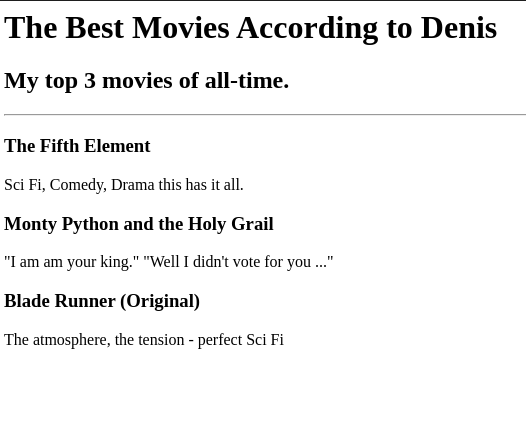 The Best Movies According to Denis
My top 3 movies of all-time.
The Fifth Element
Sci Fi, Comedy, Drama this has it all.
Monty Python and the Holy Grail
"I am am your king." "Well I didn't vote for you ..."
Blade Runner (Original)
The atmosphere, the tension - perfect Sci Fi